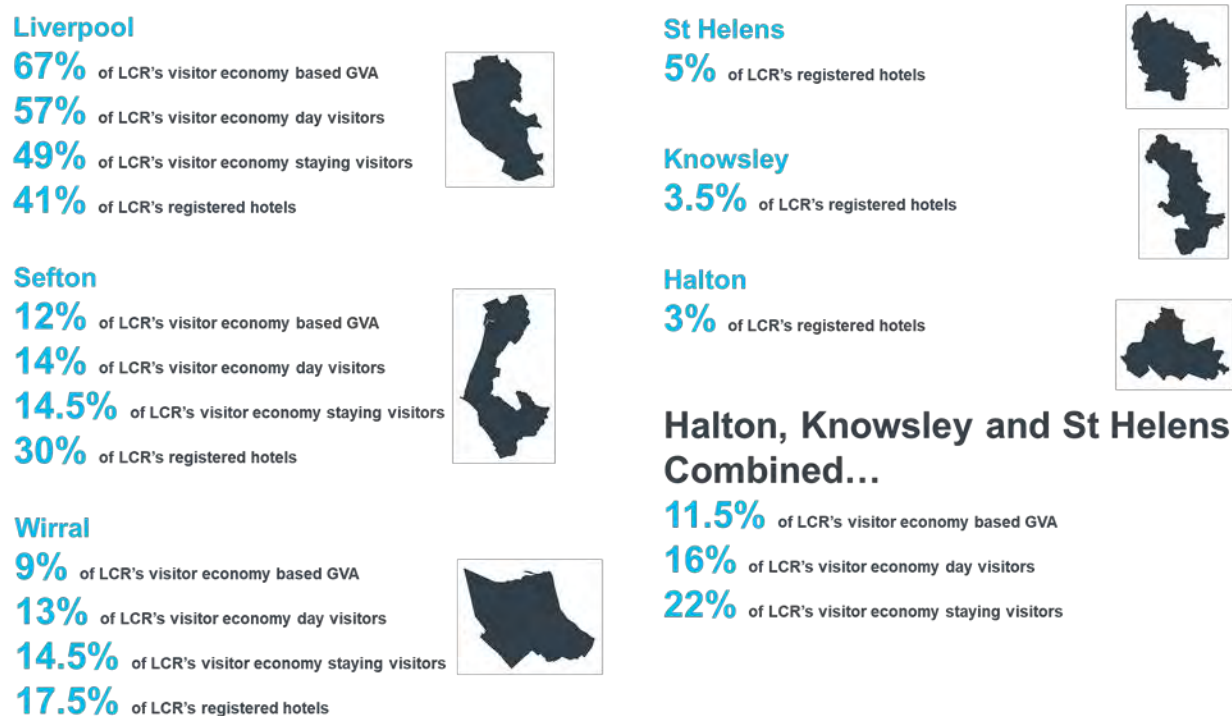 Liverpool
67% of LCR's visitor economy based GVA
57% of LCR's visitor economy day visitors
49% of LCR's visitor economy staying visitors
41% of LCR's registered hotels
Sefton
12% of LCR's visitor economy based GVA
14% of LCR's visitor economy day visitors
14.5% of LCR's visitor economy staying visitors
30% of LCR's registered hotels
Wirral
9% of LCR's visitor economy based GVA
13% of LCR's visitor economy day visitors
14.5% of LCR's visitor economy staying visitors
17.5% of LCR's registered hotels
St Helens
5% of LCR's registered hotels
Knowsley
3.5% of LCR's registered hotels
Halton
3% of LCR's registered hotels
Halton, Knowsley and St Helens
Combined…
11.5% of LCR's visitor economy based GVA
16% of LCR's visitor economy day visitors
22% of LCR's visitor economy staying visitors